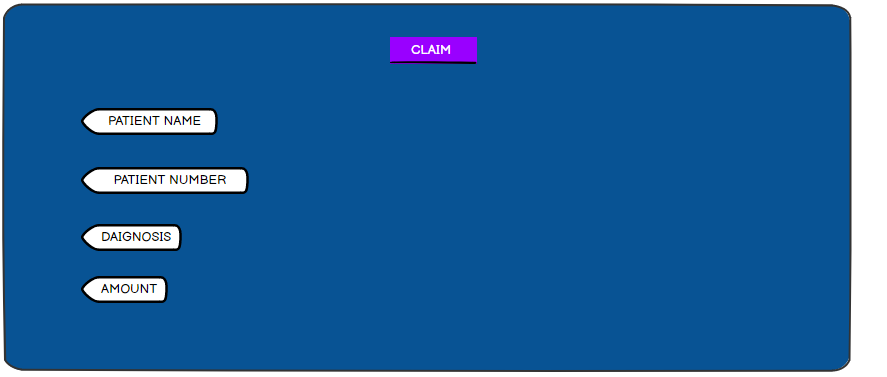 CLAIM
PATIENT NAME
PATIENT NUMBER
DAIGNOSIS
AMOUNT